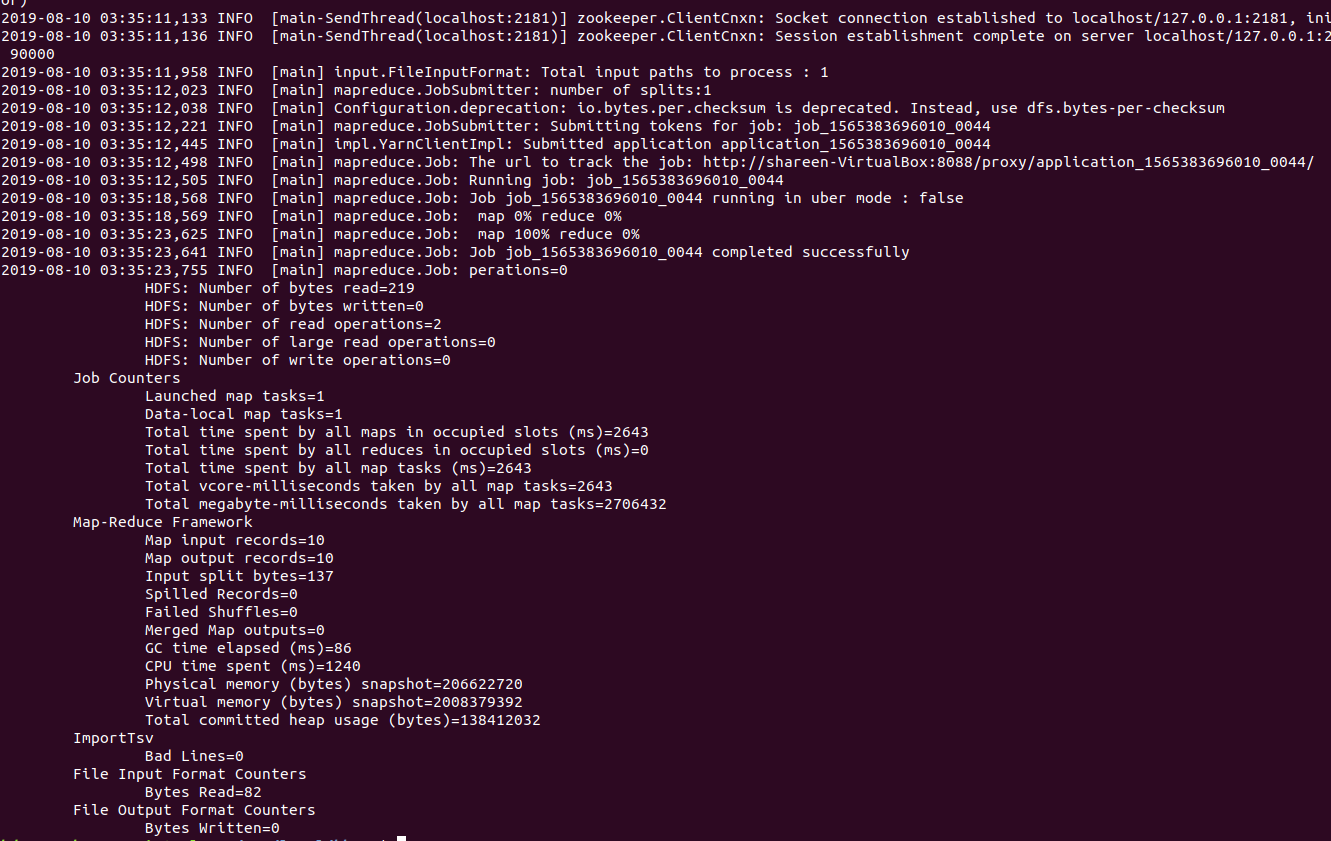 2019-08-10 03:35:11,133 INFO  [main-SendThread(localhost:2181)] zookeeper.ClientCnxn: Socket connection established to localhost/127.0.0.1:2181, ini
2019-08-10 03:35:11,136 INFO  [main-SendThread(localhost:2181)] zookeeper.ClientCnxn: Session establishment complete on server localhost/127.0.0.1:2
 90000
2019-08-10 03:35:11,958 INFO  [main] input.FileInputFormat: Total input paths to process : 1
2019-08-10 03:35:12,023 INFO  [main] mapreduce.JobSubmitter: number of splits:1
2019-08-10 03:35:12,038 INFO  [main] Configuration.deprecation: io.bytes.per.checksum is deprecated. Instead, use dfs.bytes-per-checksum
2019-08-10 03:35:12,221 INFO  [main] mapreduce.JobSubmitter: Submitting tokens for job: job_1565383696010_0044
2019-08-10 03:35:12,445 INFO  [main] impl.YarnClientImpl: Submitted application application_1565383696010_0044
2019-08-10 03:35:12,498 INFO  [main] mapreduce.Job: The url to track the job: http://shareen-VirtualBox:8088/proxy/application_1565383696010_0044/
2019-08-10 03:35:12,505 INFO  [main] mapreduce.Job: Running job: job_1565383696010_0044
2019-08-10 03:35:18,568 INFO  [main] mapreduce.Job: Job job_1565383696010_0044 running in uber mode : false
2019-08-10 03:35:18,569 INFO  [main] mapreduce.Job:  map 0% reduce 0%
2019-08-10 03:35:23,625 INFO  [main] mapreduce.Job:  map 100% reduce 0%
2019-08-10 03:35:23,641 INFO  [main] mapreduce.Job: Job job_1565383696010_0044 completed successfully
2019-08-10 03:35:23,755 INFO  [main] mapreduce.Job: perations=0
HDFS: Number of bytes read=219
HDFS: Number of bytes written=0
HDFS: Number of read operations=2
HDFS: Number of large read operations=0
HDFS: Number of write operations=0
Job Counters
Launched map tasks=1
Data-local map tasks=1
Total time spent by all maps in occupied slots (ms)=2643
Total time spent by all reduces in occupied slots (ms)=0
Total time spent by all map tasks (ms)=2643
Total vcore-milliseconds taken by all map tasks=2643
Total megabyte-milliseconds taken by all map tasks=2706432
Map-Reduce Framework
Map input records=10
Map output records=10
Input split bytes=137
Spilled Records=0
Failed Shuffles=0
Merged Map outputs=0
GC time elapsed (ms)=86
CPU time spent (ms)=1240
Physical memory (bytes) snapshot=206622720
Virtual memory (bytes) snapshot=2008379392
Total committed heap usage (bytes)=138412032
ImportTsv
Bad Lines=0
File Input Format Counters
Bytes Read=82
File Output Format Counters
Bytes Written=0